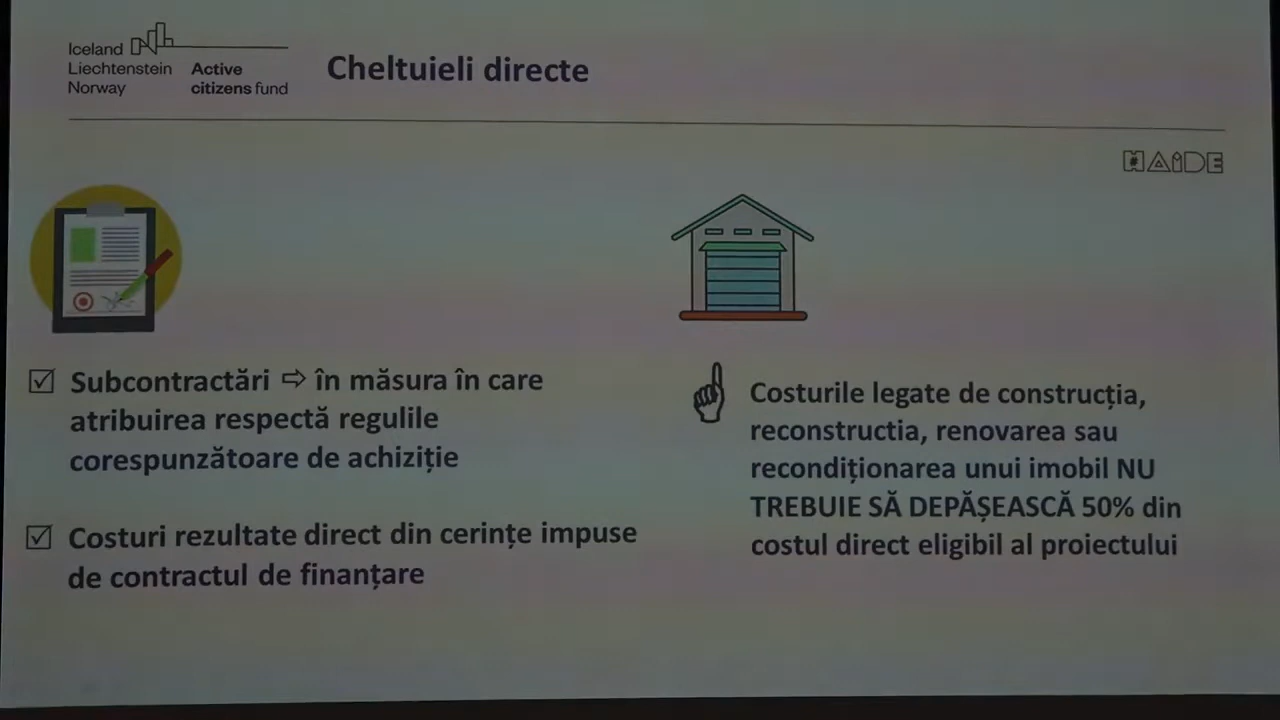 Iceland
Liechtenstein
Norway
Active
citizens fund
Cheltuieli directe
#AiDE
Subcontractări ⇨ în măsura în care
atribuirea respectă regulile
corespunzătoare de achiziție
Costuri rezultate direct din cerințe impuse
de contractul de finanțare
Costurile legate de construcția,
reconstructia, renovarea sau
recondiționarea unui imobil NU
TREBUIE SĂ DEPĂȘEASCĂ 50% din
costul direct eligibil al proiectului